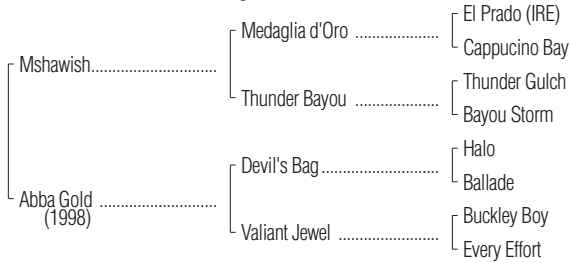 El Prado (IRE)
Medaglia d'Oro ....................
Cappucino Bay
Mshawish..............................
Thunder Gulch
Thunder Bayou ....................
Bayou Storm
Halo
Devil's Bag............................
Ballade
Abba Gold ............................
(1998)
Buckley Boy
Valiant Jewel ........................
Every Effort